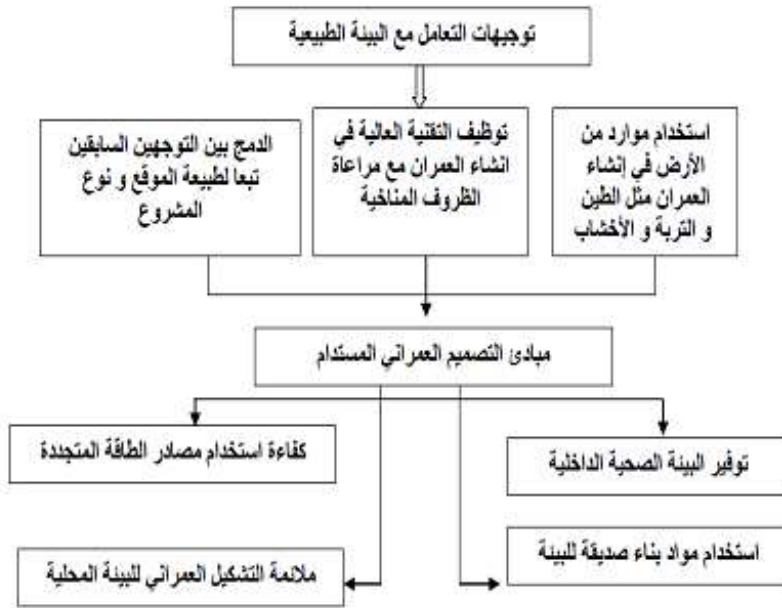 توجيهات التعامل مع البيئة الطبيعية
استخدام موارد من
الأرض في إنشاء
العمران مثل الطين
و التربة و الأخشاب
توظيف التقنية العالية في
انشاء العمران مع مراعاة
الظروف المناخية
الدمج بين التوجهين السابقين
تبعا لطبيعة الموقع و نوع
المشروع
مبادئ التصميم العمراني المستدام
توفير البيئة الصحية الداخلية
كفاءة استخدام مصادر الطاقة المتجددة
استخدام مواد بناء صديقة للبيئة
ملائمة التشكيل العمراني للبيئة المحلية